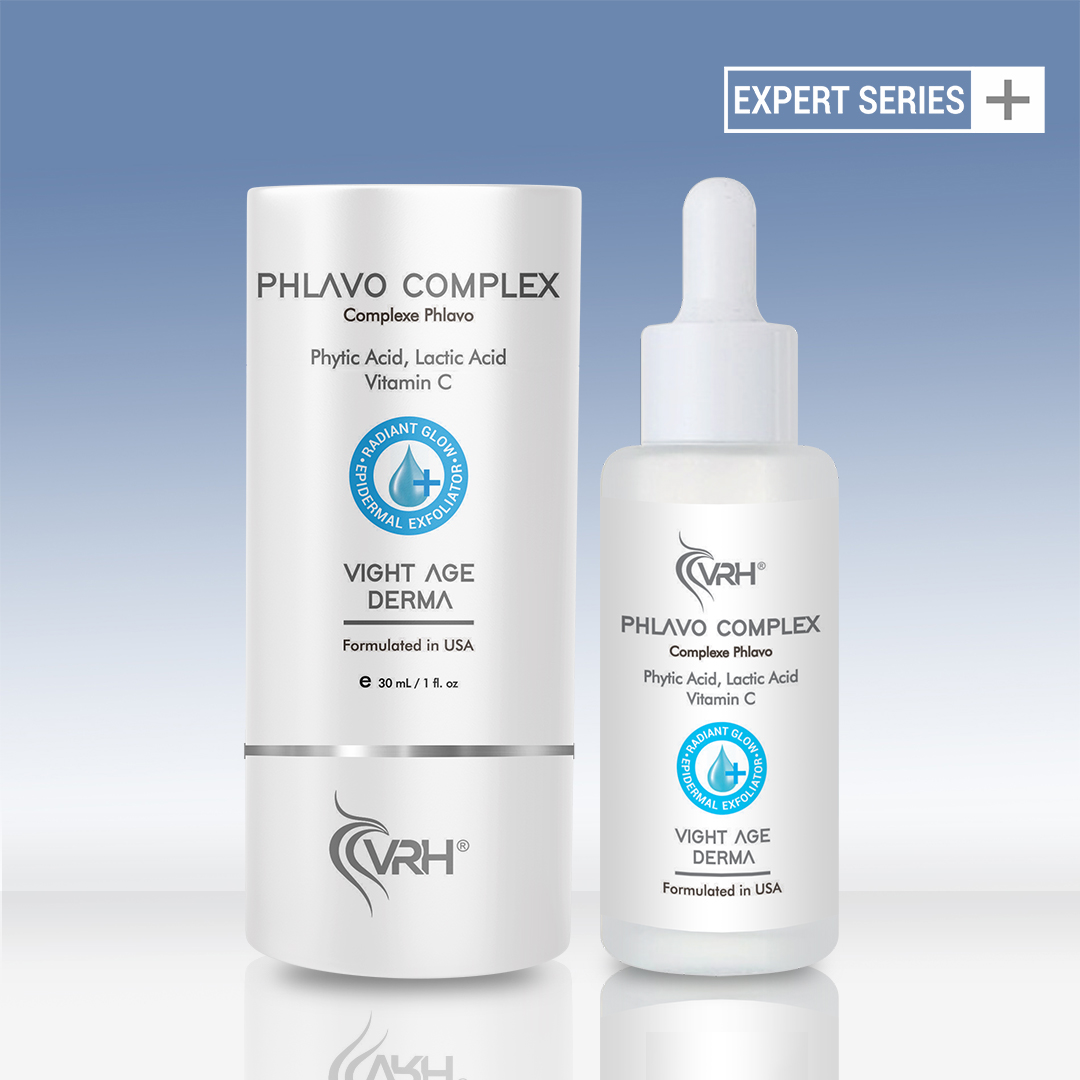 EXPERT SERIES +
PHLAVO COMPLEX
Complexe Phlavo
Phytic Acid, Lactic Acid
Vitamin C
• RADIANT GLOW •
EPIDERMAL EXFOLIATOR
VIGHT AGE
DERMA
Formulated in USA
e 30 mL / 1 fl. oz
VRH®
VRH®
PHLAVO COMPLEX
Complexe Phlavo
Phytic Acid, Lactic Acid
Vitamin C
• RADIANT GLOW •
EPIDERMAL EXFOLIATOR
VIGHT AGE
DERMA
Formulated in USA